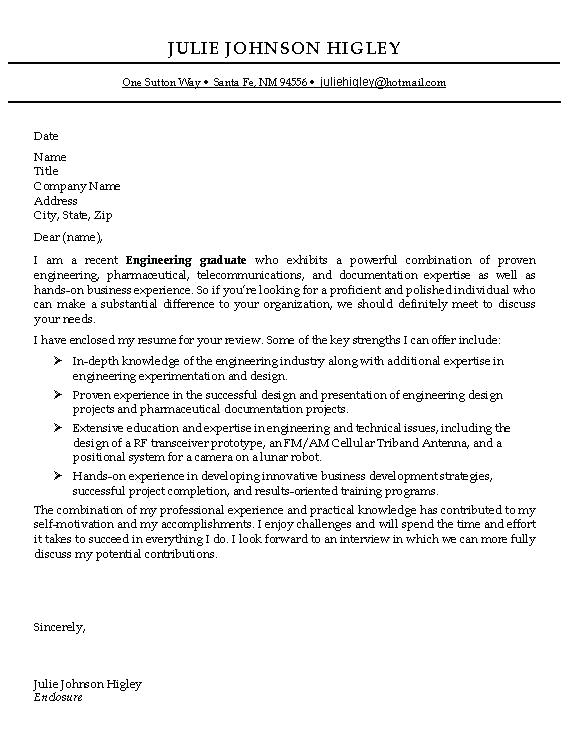 JULIE JOHNSON HIGLEY
One Sutton Way • Santa Fe, NM 94556 • juliehigley@hotmail.com
Date
Name
Title
Company Name
Address
City, State, Zip
Dear (name),
I am a recent Engineering graduate who exhibits a powerful combination of proven
engineering, pharmaceutical, telecommunications, and documentation expertise as well as
hands-on business experience. So if you're looking for a proficient and polished individual who
can make a substantial difference to your organization, we should definitely meet to discuss
your needs.
I have enclosed my resume for your review. Some of the key strengths I can offer include:
➢ In-depth knowledge of the engineering industry along with additional expertise in
engineering experimentation and design.
➢ Proven experience in the successful design and presentation of engineering design
projects and pharmaceutical documentation projects.
➢ Extensive education and expertise in engineering and technical issues, including the
design of a RF transceiver prototype, an FM/AM Cellular Triband Antenna, and a
positional system for a camera on a lunar robot.
➢ Hands-on experience in developing innovative business development strategies,
successful project completion, and results-oriented training programs.
The combination of my professional experience and practical knowledge has contributed to my
self-motivation and my accomplishments. I enjoy challenges and will spend the time and effort
it takes to succeed in everything I do. I look forward to an interview in which we can more fully
discuss my potential contributions.
Sincerely,
Julie Johnson Higley
Enclosure